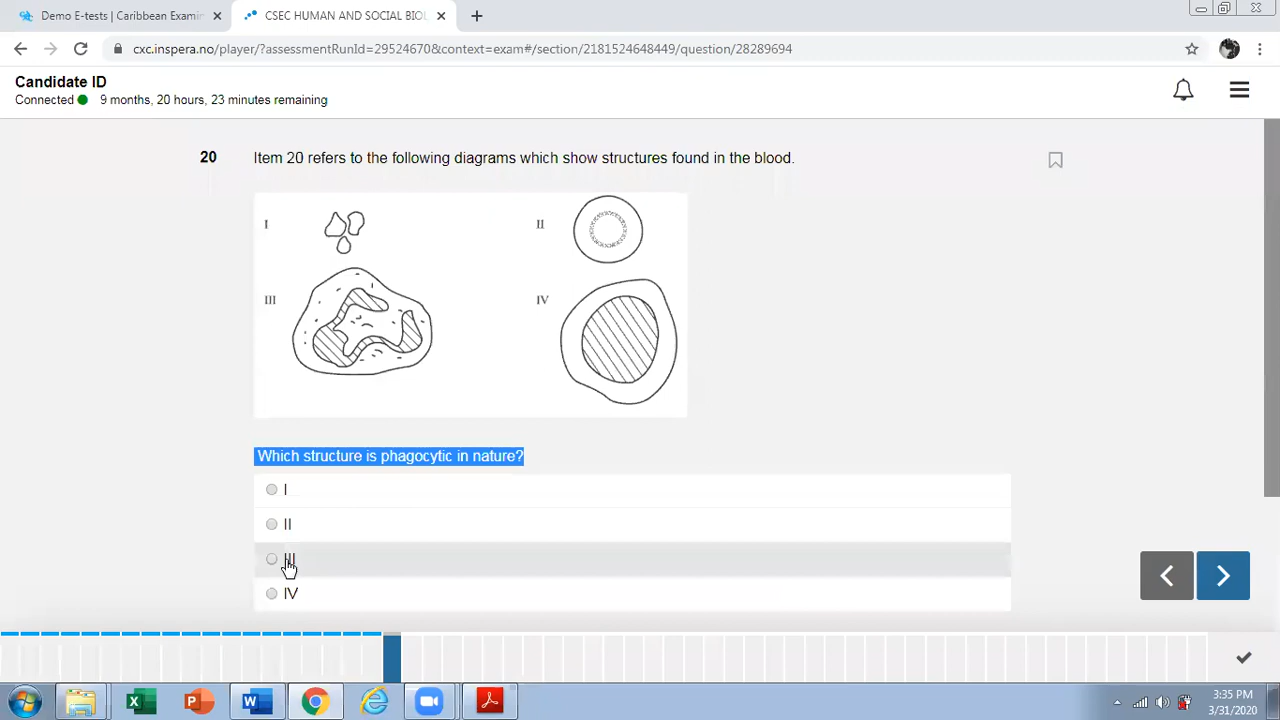 Demo E-tests | Caribbean Examin
CSEC HUMAN AND SOCIAL BIOL
cxc.inspera.no/player/?assessmentRunId=29524670&context=exam#/section/2181524648449/question/28289694
Candidate ID
Connected
9 months, 20 hours, 23 minutes remaining
20
Item 20 refers to the following diagrams which show structures found in the blood.
I
II
III
IV
Which structure is phagocytic in nature?
I
II
III
IV
3:35 PM
3/31/2020